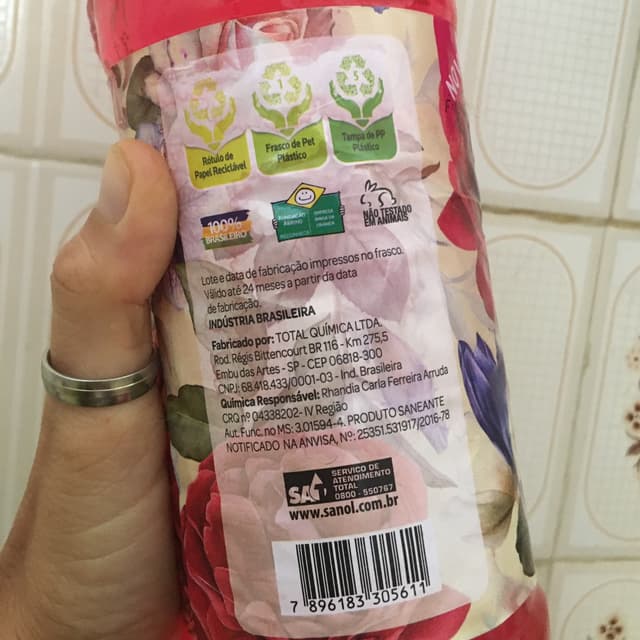 NOV
1
5
Rótulo de
Papel Reciclável
Frasco de Pet
Plástico
Tampa de PP
Plástico
100%
BRASILEIRO
FUNDAÇÃO
ABRINQ
RECONHECE
EMPRESA
AMIGA DA
CRIANÇA
NÃO TESTADO
EM ANIMAIS
Lote e data de fabricação impressos no frasco.
Válido até 24 meses a partir da data
de fabricação.
INDÚSTRIA BRASILEIRA
Fabricado por: TOTAL QUÍMICA LTDA.
Rod. Régis Bittencourt BR 116 - Km 275,5
Embu das Artes - SP - CEP 06818-300
CNPJ: 68.418.433/0001-03 - Ind. Brasileira
Química Responsável: Rhandia Carla Ferreira Arruda
CRQ nº 04338202- IV Região
Aut. Func. no MS: 3.01594-4. PRODUTO SANEANTE
NOTIFICADO NA ANVISA, Nº: 25351.531917/2016-78
SAT
SERVIÇO DE
ATENDIMENTO
TOTAL
0800 - 550767
www.sanol.com.br
7 896183 305611